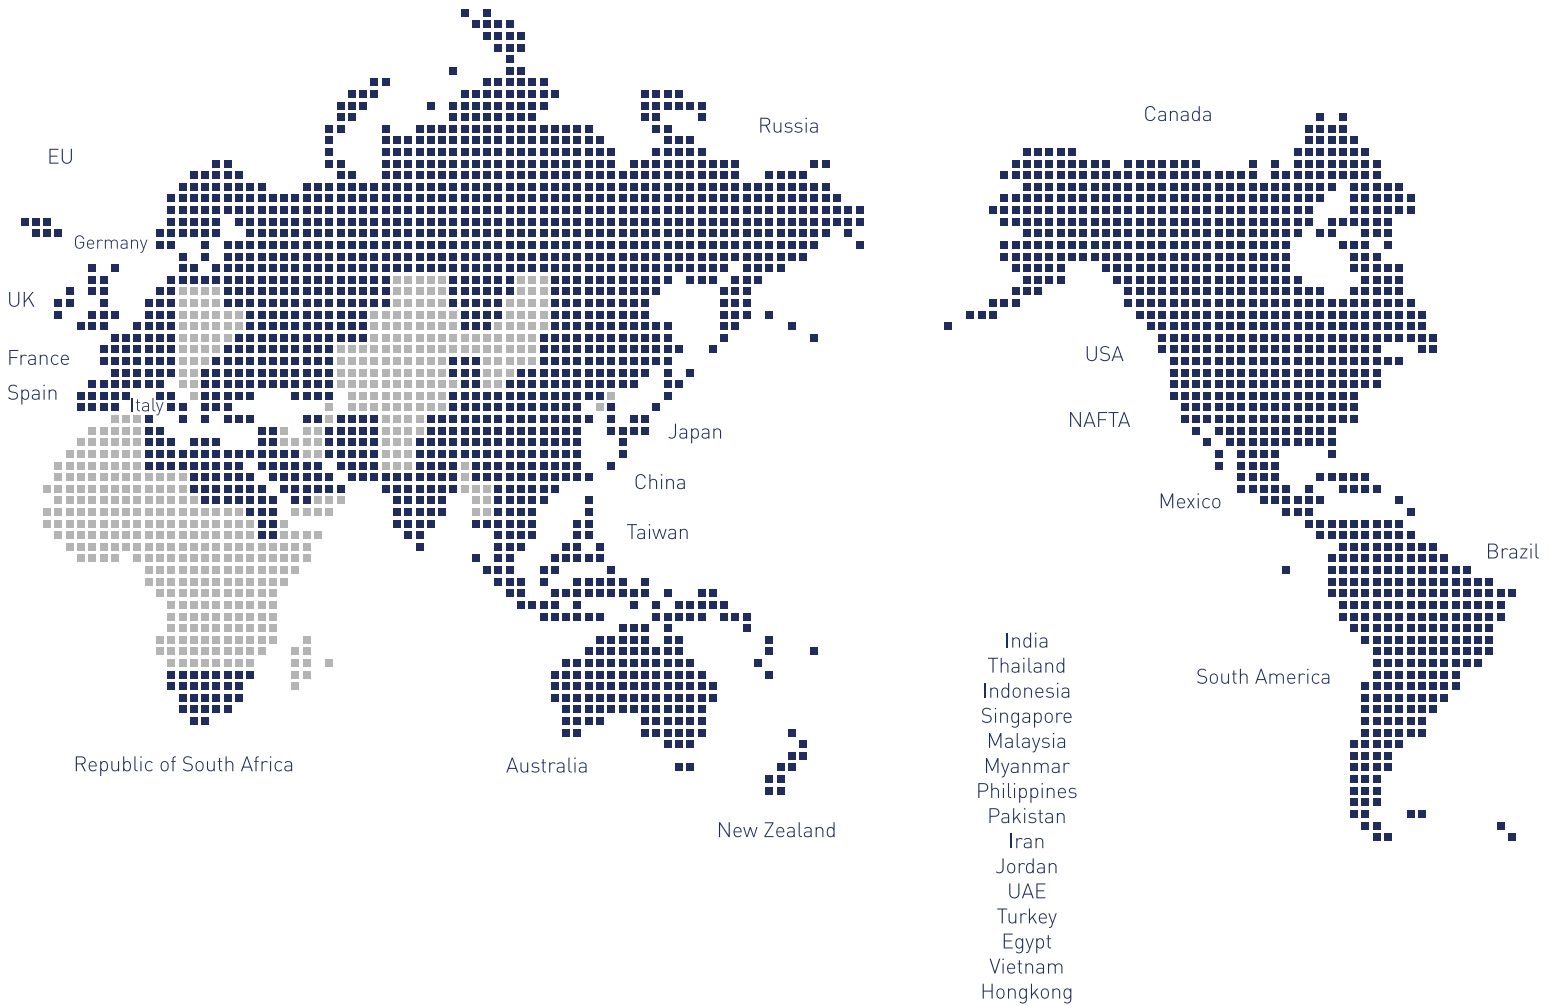 Canada
Russia
EU
Germany
UK
USA
France
Spain
Italy
NAFTA
Japan
China
Mexico
Taiwan
Brazil
South America
Republic of South Africa
Australia
New Zealand
India
Thailand
Indonesia
Singapore
Malaysia
Myanmar
Philippines
Pakistan
Iran
Jordan
UAE
Turkey
Egypt
Vietnam
Hongkong